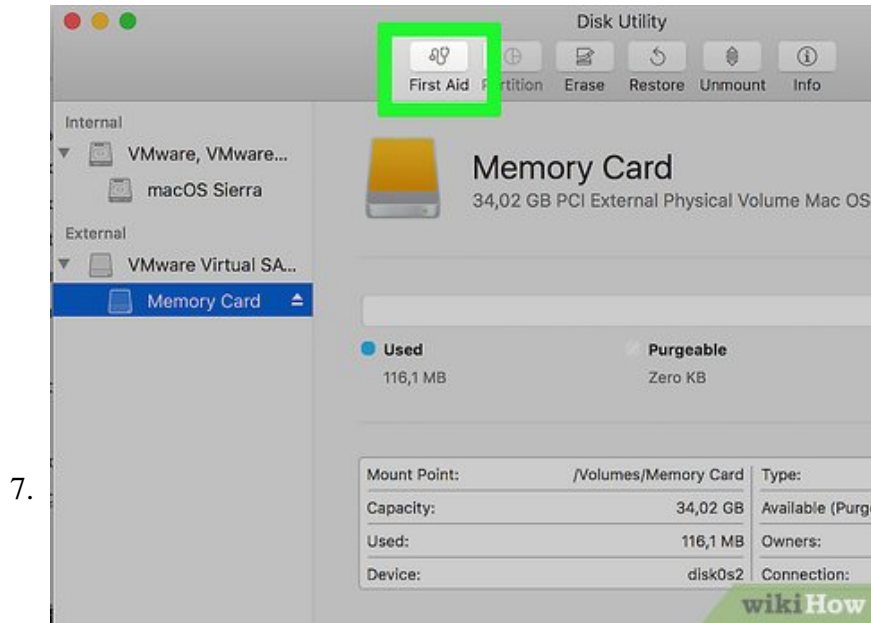 Disk Utility
First Aid Partition Erase Restore Unmount Info
Internal
VMware, VMware...
macOS Sierra
External
VMware Virtual SA...
Memory Card
Memory Card
34,02 GB PCI External Physical Volume Mac OS
Used
116,1 MB
Purgeable
Zero KB
Mount Point: /Volumes/Memory Card Type:
Capacity: 34,02 GB Available (Purg
Used: 116,1 MB Owners:
Device: disk0s2 Connection:
7.
wikiHow